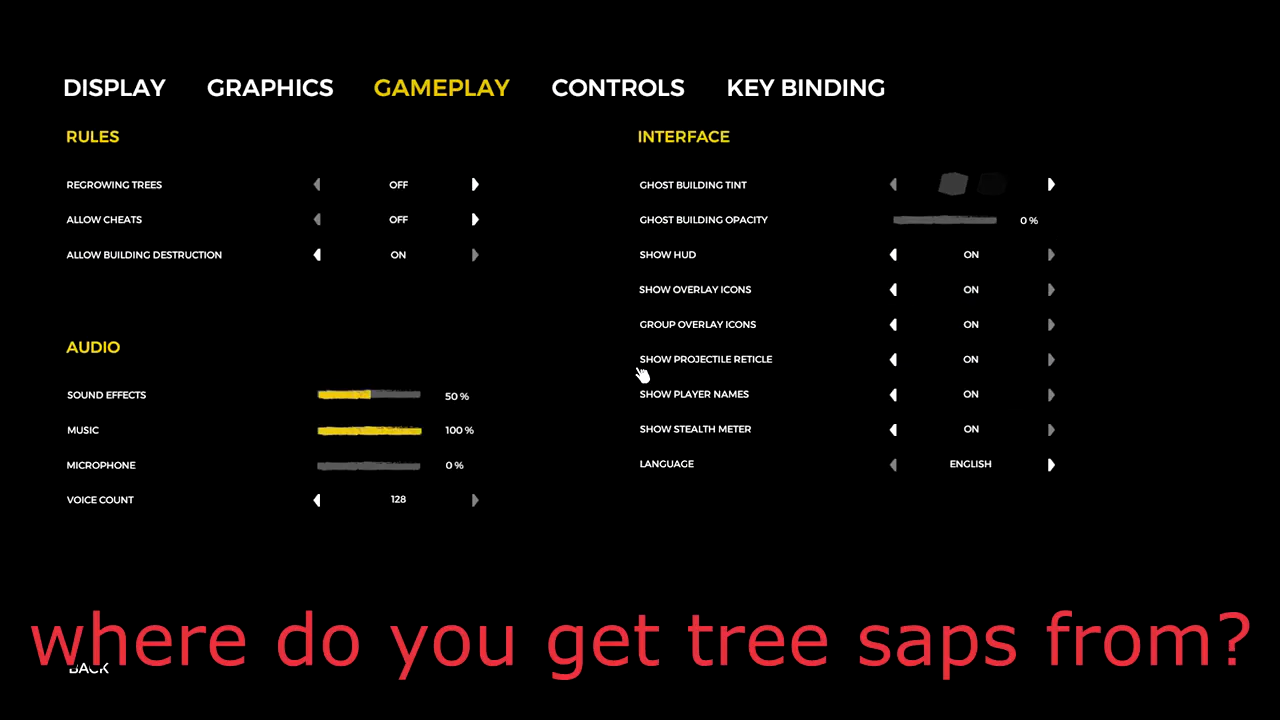 DISPLAY GRAPHICS GAMEPLAY CONTROLS KEY BINDING
RULES
REGROWING TREES OFF
ALLOW CHEATS OFF
ALLOW BUILDING DESTRUCTION ON
AUDIO
SOUND EFFECTS 50 %
MUSIC 100 %
MICROPHONE 0 %
VOICE COUNT 128
INTERFACE
GHOST BUILDING TINT
GHOST BUILDING OPACITY 0 %
SHOW HUD ON
SHOW OVERLAY ICONS ON
GROUP OVERLAY ICONS ON
SHOW PROJECTILE RETICLE ON
SHOW PLAYER NAMES ON
SHOW STEALTH METER ON
LANGUAGE ENGLISH
where do you get tree saps from?
BACK